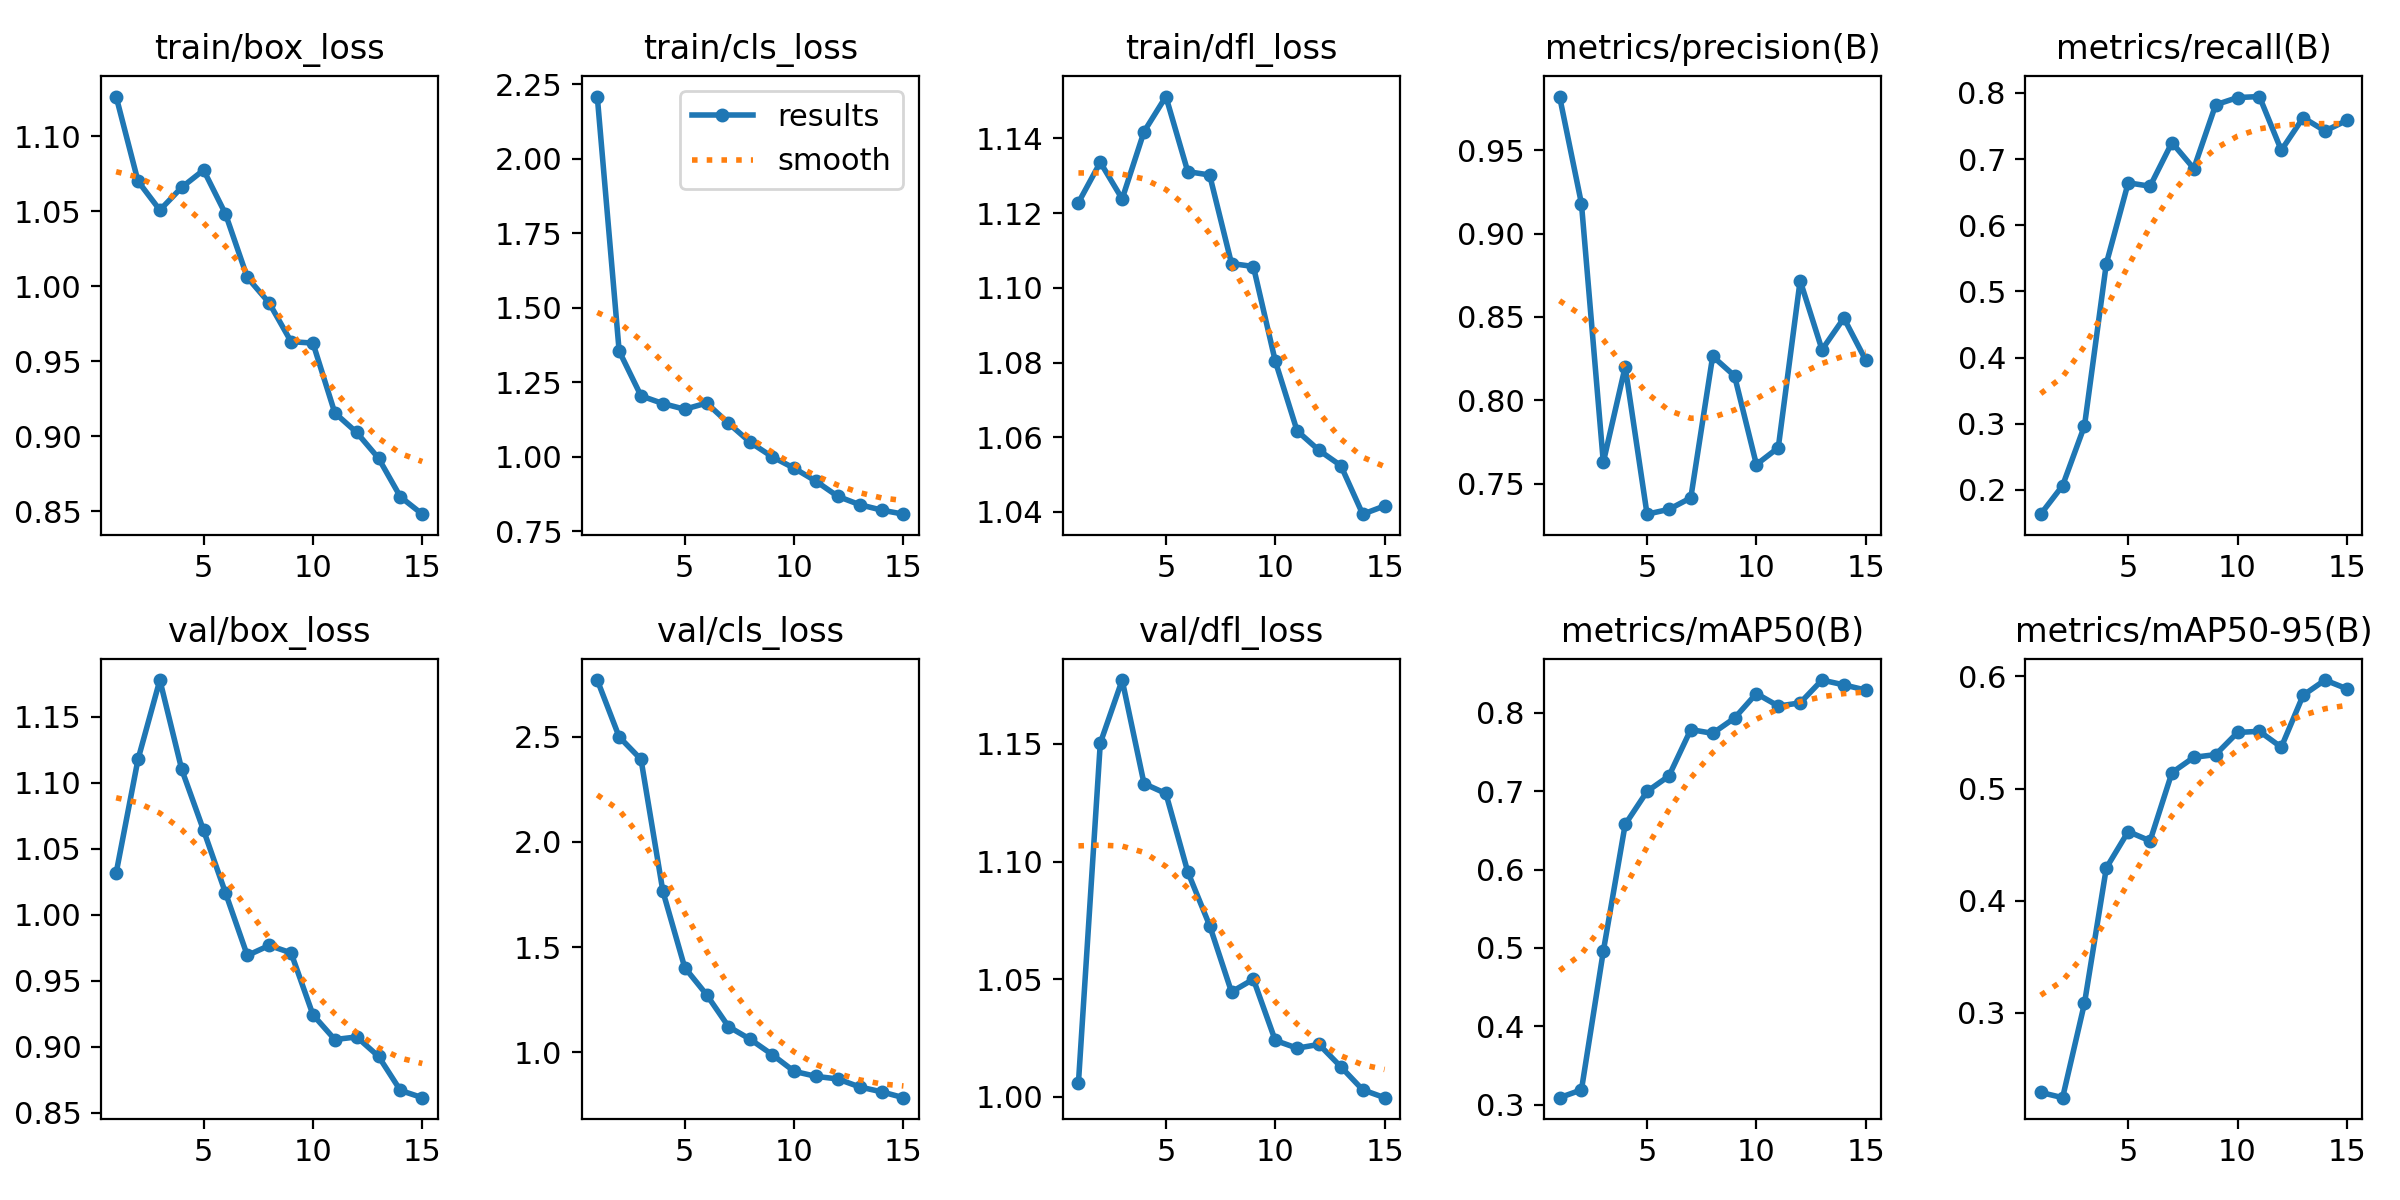 train/box_loss
train/cls_loss
train/dfl_loss
metrics/precision(B)
metrics/recall(B)
1.10
1.05
1.00
0.95
0.90
0.85
5 10 15
2.25
2.00
1.75
1.50
1.25
1.00
0.75
5 10 15
results
smooth
1.14
1.12
1.10
1.08
1.06
1.04
5 10 15
0.95
0.90
0.85
0.80
0.75
5 10 15
0.8
0.7
0.6
0.5
0.4
0.3
0.2
5 10 15
val/box_loss
val/cls_loss
val/dfl_loss
metrics/mAP50(B)
metrics/mAP50-95(B)
1.15
1.10
1.05
1.00
0.95
0.90
0.85
5 10 15
2.5
2.0
1.5
1.0
5 10 15
1.15
1.10
1.05
1.00
5 10 15
0.8
0.7
0.6
0.5
0.4
0.3
5 10 15
0.6
0.5
0.4
0.3
5 10 15